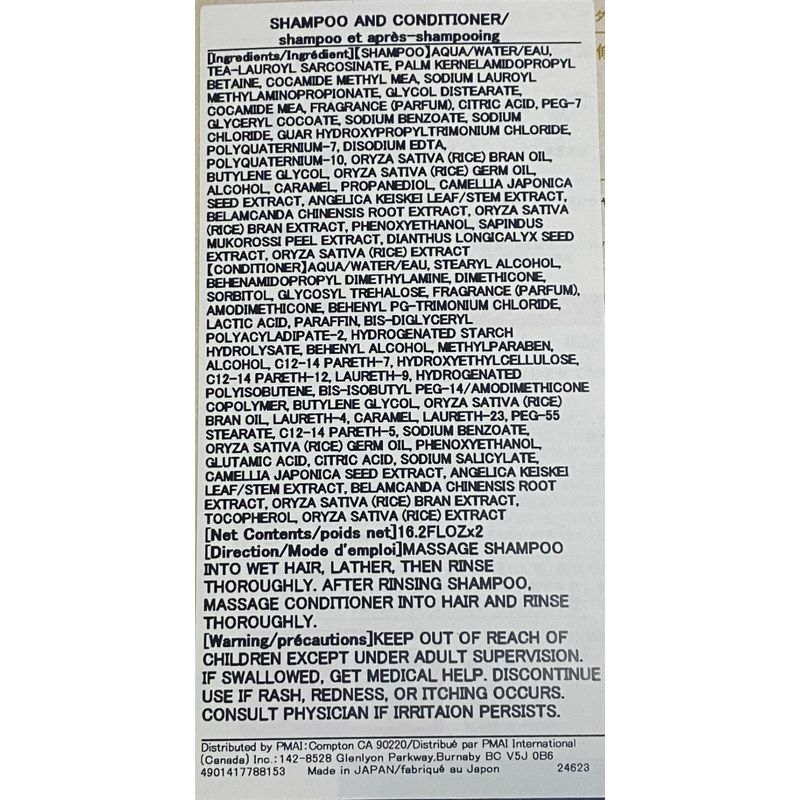 SHAMPOO AND CONDITIONER/
shampoo et après-shampooing
[Ingredients/Ingrédient]【SHAMPOO】AQUA/WATER/EAU,
TEA-LAUROYL SARCOSINATE, PALM KERNELAMIDOPROPYL
BETAINE, COCAMIDE METHYL MEA, SODIUM LAUROYL
METHYLAMINOPROPIONATE, GLYCOL DISTEARATE,
COCAMIDE MEA, FRAGRANCE (PARFUM), CITRIC ACID, PEG-7
GLYCERYL COCOATE, SODIUM BENZOATE, SODIUM
CHLORIDE, GUAR HYDROXYPROPYLTRIMONIUM CHLORIDE,
POLYQUATERNIUM-7, DISODIUM EDTA,
POLYQUATERNIUM-10, ORYZA SATIVA (RICE) BRAN OIL,
BUTYLENE GLYCOL, ORYZA SATIVA (RICE) GERM OIL,
ALCOHOL, CARAMEL, PROPANEDIOL, CAMELLIA JAPONICA
SEED EXTRACT, ANGELICA KEISKEI LEAF/STEM EXTRACT,
BELAMCANDA CHINENSIS ROOT EXTRACT, ORYZA SATIVA
(RICE) BRAN EXTRACT, PHENOXYETHANOL, SAPINDUS
MUKOROSSI PEEL EXTRACT, DIANTHUS LONGICALYX SEED
EXTRACT, ORYZA SATIVA (RICE) EXTRACT
【CONDITIONER】AQUA/WATER/EAU, STEARYL ALCOHOL,
BEHENAMIDOPROPYL DIMETHYLAMINE, DIMETHICONE,
SORBITOL, GLYCOSYL TREHALOSE, FRAGRANCE (PARFUM),
AMODIMETHICONE, BEHENYL PG-TRIMONIUM CHLORIDE,
LACTIC ACID, PARAFFIN, BIS-DIGLYCERYL
POLYACYLADIPATE-2, HYDROGENATED STARCH
HYDROLYSATE, BEHENYL ALCOHOL, METHYLPARABEN,
ALCOHOL, C12-14 PARETH-7, HYDROXYETHYLCELLULOSE,
C12-14 PARETH-12, LAURETH-9, HYDROGENATED
POLYISOBUTENE, BIS-ISOBUTYL PEG-14/AMODIMETHICONE
COPOLYMER, BUTYLENE GLYCOL, ORYZA SATIVA (RICE)
BRAN OIL, LAURETH-4, CARAMEL, LAURETH-23, PEG-55
STEARATE, C12-14 PARETH-5, SODIUM BENZOATE,
ORYZA SATIVA (RICE) GERM OIL, PHENOXYETHANOL,
GLUTAMIC ACID, CITRIC ACID, SODIUM SALICYLATE,
CAMELLIA JAPONICA SEED EXTRACT, ANGELICA KEISKEI
LEAF/STEM EXTRACT, BELAMCANDA CHINENSIS ROOT
EXTRACT, ORYZA SATIVA (RICE) BRAN EXTRACT,
TOCOPHEROL, ORYZA SATIVA (RICE) EXTRACT
[Net Contents/poids net]16.2FLOZx2
[Direction/Mode d'emploi]MASSAGE SHAMPOO
INTO WET HAIR, LATHER, THEN RINSE
THOROUGHLY. AFTER RINSING SHAMPOO,
MASSAGE CONDITIONER INTO HAIR AND RINSE
THOROUGHLY.
[Warning/précautions]KEEP OUT OF REACH OF
CHILDREN EXCEPT UNDER ADULT SUPERVISION.
IF SWALLOWED, GET MEDICAL HELP. DISCONTINUE
USE IF RASH, REDNESS, OR ITCHING OCCURS.
CONSULT PHYSICIAN IF IRRITAION PERSISTS.
Distributed by PMAI:Compton CA 90220/Distribué par PMAI International
(Canada) Inc.:142-8528 Glenlyon Parkway,Burnaby BC V5J 0B6
4901417788153 Made in JAPAN/fabriqué au Japon 24623